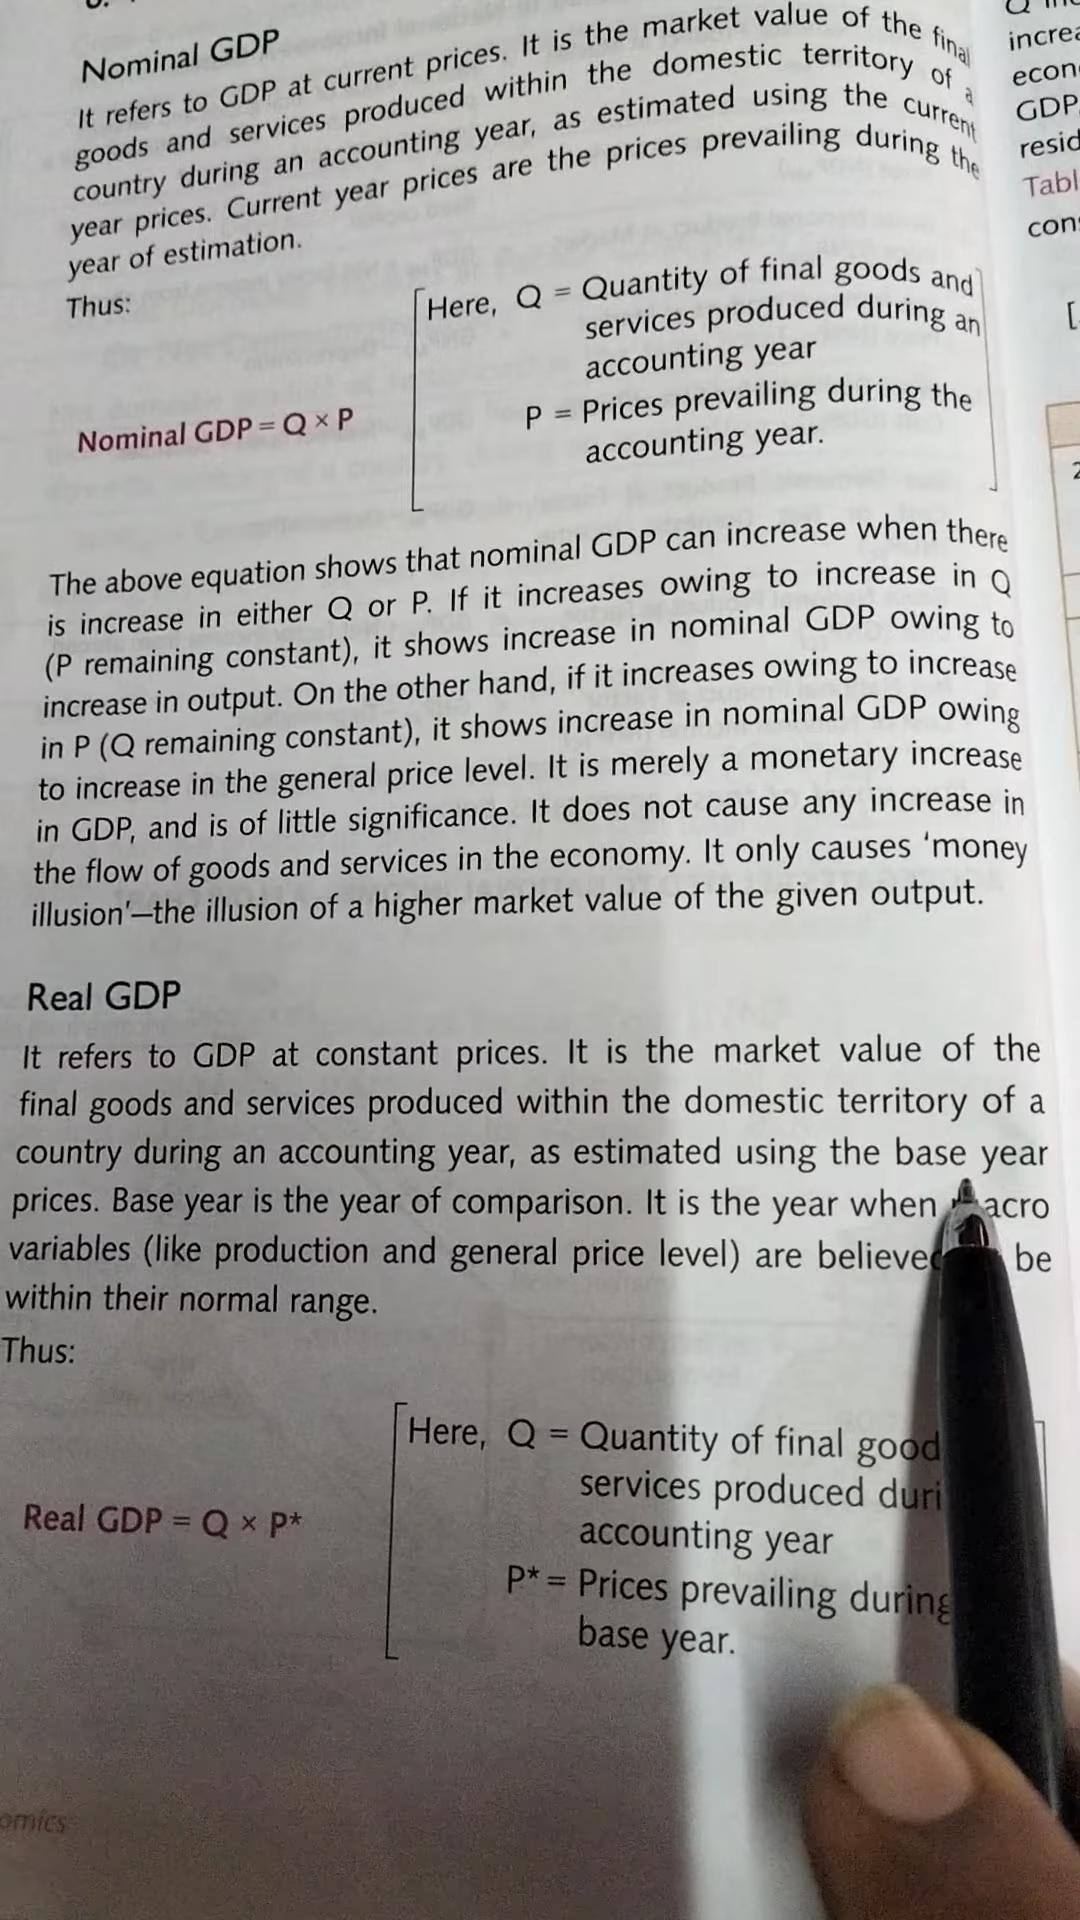 Nominal GDP
It refers to GDP at current prices. It is the market value of the final
goods and services produced within the domestic territory of a
country during an accounting year, as estimated using the current
year prices. Current year prices are the prices prevailing during the
year of estimation.
Thus:
Nominal GDP = Q × P
Here, Q = Quantity of final goods and
services produced during an
accounting year
P = Prices prevailing during the
accounting year.
The above equation shows that nominal GDP can increase when there
is increase in either Q or P. If it increases owing to increase in Q
(P remaining constant), it shows increase in nominal GDP owing to
increase in output. On the other hand, if it increases owing to increase
in P (Q remaining constant), it shows increase in nominal GDP owing
to increase in the general price level. It is merely a monetary increase
in GDP, and is of little significance. It does not cause any increase in
the flow of goods and services in the economy. It only causes ‘money
illusion’—the illusion of a higher market value of the given output.
Real GDP
It refers to GDP at constant prices. It is the market value of the
final goods and services produced within the domestic territory of a
country during an accounting year, as estimated using the base year
prices. Base year is the year of comparison. It is the year when acro
variables (like production and general price level) are believe be
within their normal range.
Thus:
Real GDP = Q × P*
Here, Q = Quantity of final good
services produced duri
accounting year
P* = Prices prevailing during
base year.
omics
increa
econ
GDP
resid
Tabl
con